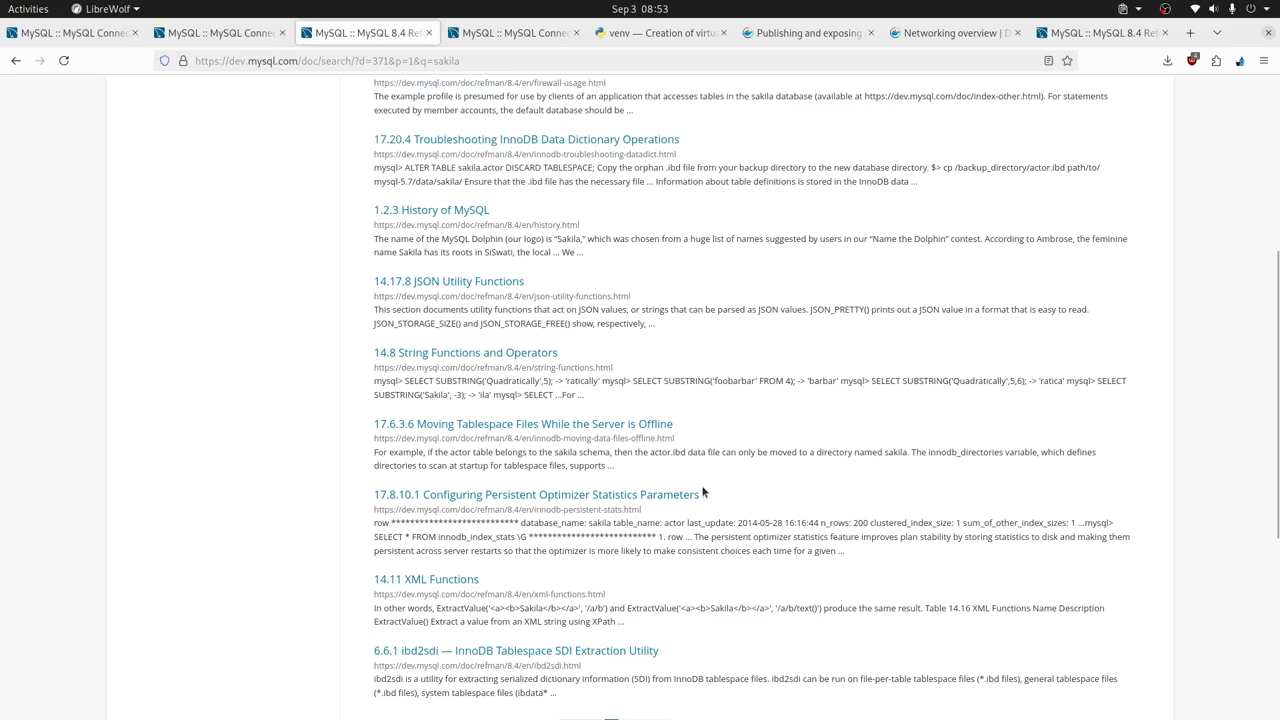 Activities
LibreWolf
Sep 3 08:53
MySQL :: MySQL Connec
MySQL :: MySQL Connec
MySQL :: MySQL 8.4 Ref
MySQL :: MySQL Connec
venv — Creation of virtua
Publishing and exposing
Networking overview | D
MySQL :: MySQL 8.4 Ref
https://dev.mysql.com/doc/search/?d=371&p=1&q=sakila
4
https://dev.mysql.com/doc/refman/8.4/en/firewall-usage.html
The example profile is presumed for use by clients of an application that accesses tables in the sakila database (available at https://dev.mysql.com/doc/index-other.html). For statements
executed by member accounts, the default database should be ...
17.20.4 Troubleshooting InnoDB Data Dictionary Operations
https://dev.mysql.com/doc/refman/8.4/en/innodb-troubleshooting-datadict.html
mysql> ALTER TABLE sakila.actor DISCARD TABLESPACE; Copy the orphan .ibd file from your backup directory to the new database directory. $> cp /backup_directory/actor.ibd path/to/
mysql-5.7/data/sakila/ Ensure that the .ibd file has the necessary file ... Information about table definitions is stored in the InnoDB data ...
1.2.3 History of MySQL
https://dev.mysql.com/doc/refman/8.4/en/history.html
The name of the MySQL Dolphin (our logo) is “Sakila,” which was chosen from a huge list of names suggested by users in our “Name the Dolphin” contest. According to Ambrose, the feminine
name Sakila has its roots in SiSwati, the local ... We ...
14.17.8 JSON Utility Functions
https://dev.mysql.com/doc/refman/8.4/en/json-utility-functions.html
This section documents utility functions that act on JSON values, or strings that can be parsed as JSON values. JSON_PRETTY() prints out a JSON value in a format that is easy to read.
JSON_STORAGE_SIZE() and JSON_STORAGE_FREE() show, respectively, ...
14.8 String Functions and Operators
https://dev.mysql.com/doc/refman/8.4/en/string-functions.html
mysql> SELECT SUBSTRING('Quadratically',5); -> 'ratically' mysql> SELECT SUBSTRING('foobarbar' FROM 4); -> 'barbar' mysql> SELECT SUBSTRING('Quadratically',5,6); -> 'ratica' mysql> SELECT
SUBSTRING('Sakila', -3); -> 'ila' mysql> SELECT ...For ...
17.6.3.6 Moving Tablespace Files While the Server is Offline
https://dev.mysql.com/doc/refman/8.4/en/innodb-moving-data-files-offline.html
For example, if the actor table belongs to the sakila schema, then the actor.ibd data file can only be moved to a directory named sakila. The innodb_directories variable, which defines
directories to scan at startup for tablespace files, supports ...
17.8.10.1 Configuring Persistent Optimizer Statistics Parameters
https://dev.mysql.com/doc/refman/8.4/en/innodb-persistent-stats.html
row *************************** database_name: sakila table_name: actor last_update: 2014-05-28 16:16:44 n_rows: 200 clustered_index_size: 1 sum_of_other_index_sizes: 1 ...mysql>
SELECT * FROM innodb_index_stats \G *************************** 1. row ... The persistent optimizer statistics feature improves plan stability by storing statistics to disk and making them
persistent across server restarts so that the optimizer is more likely to make consistent choices each time for a given ...
14.11 XML Functions
https://dev.mysql.com/doc/refman/8.4/en/xml-functions.html
In other words, ExtractValue('<a><b>Sakila</b></a>', '/a/b') and ExtractValue('<a><b>Sakila</b></a>', '/a/b/text()') produce the same result. Table 14.16 XML Functions Name Description
ExtractValue() Extract a value from an XML string using XPath ...
6.6.1 ibd2sdi — InnoDB Tablespace SDI Extraction Utility
https://dev.mysql.com/doc/refman/8.4/en/ibd2sdi.html
ibd2sdi is a utility for extracting serialized dictionary information (SDI) from InnoDB tablespace files. ibd2sdi can be run on file-per-table tablespace files (*.ibd files), general tablespace files
(*.ibd files), system tablespace files (ibdata* ...